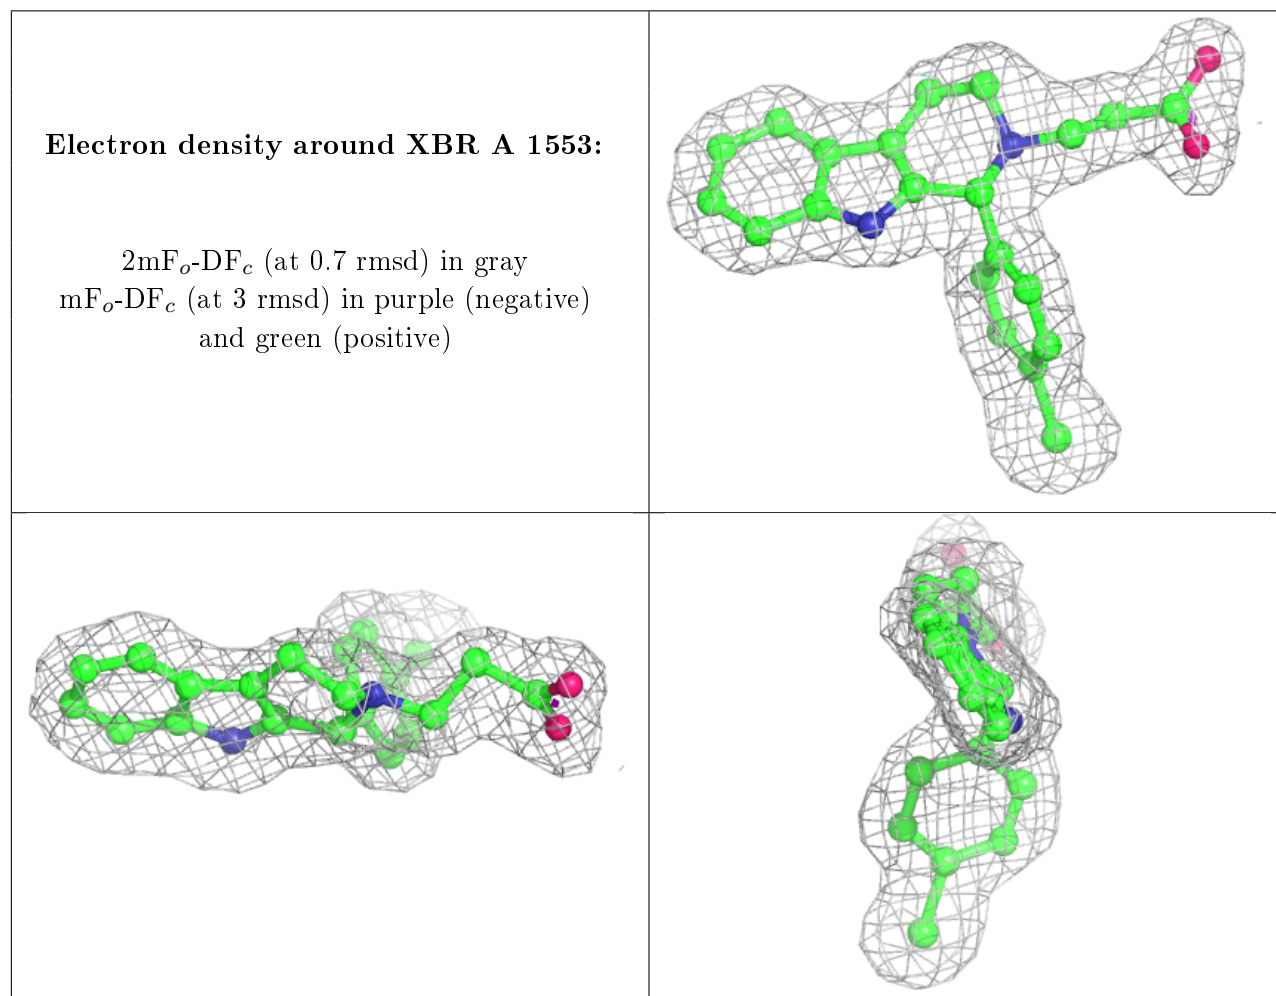 Electron density around XBR A 1553:
2mFo-DFc (at 0.7 rmsd) in gray
mFo-DFc (at 3 rmsd) in purple (negative)
and green (positive)